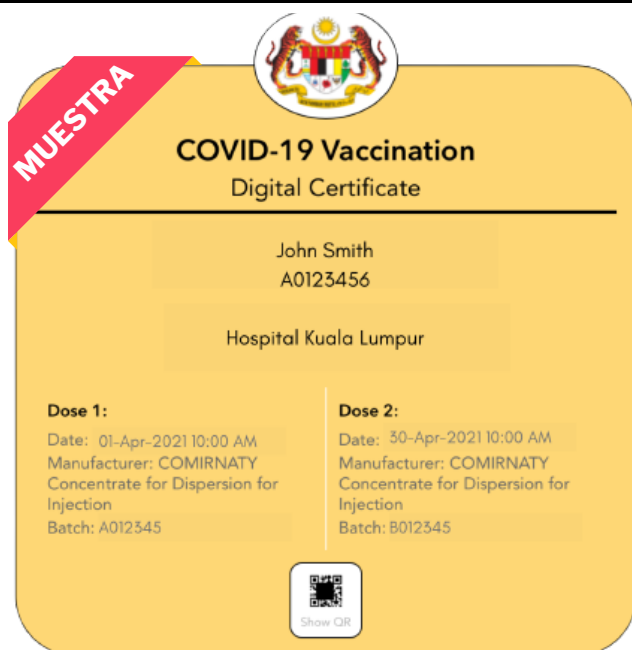 MUESTRA
COVID-19 Vaccination
Digital Certificate
John Smith
A0123456
Hospital Kuala Lumpur
Dose 1:
Date: 01-Apr-2021 10:00 AM
Manufacturer: COMIRNATY
Concentrate for Dispersion for
Injection
Batch: A012345
Dose 2:
Date: 30-Apr-2021 10:00 AM
Manufacturer: COMIRNATY
Concentrate for Dispersion for
Injection
Batch: B012345
Show QR